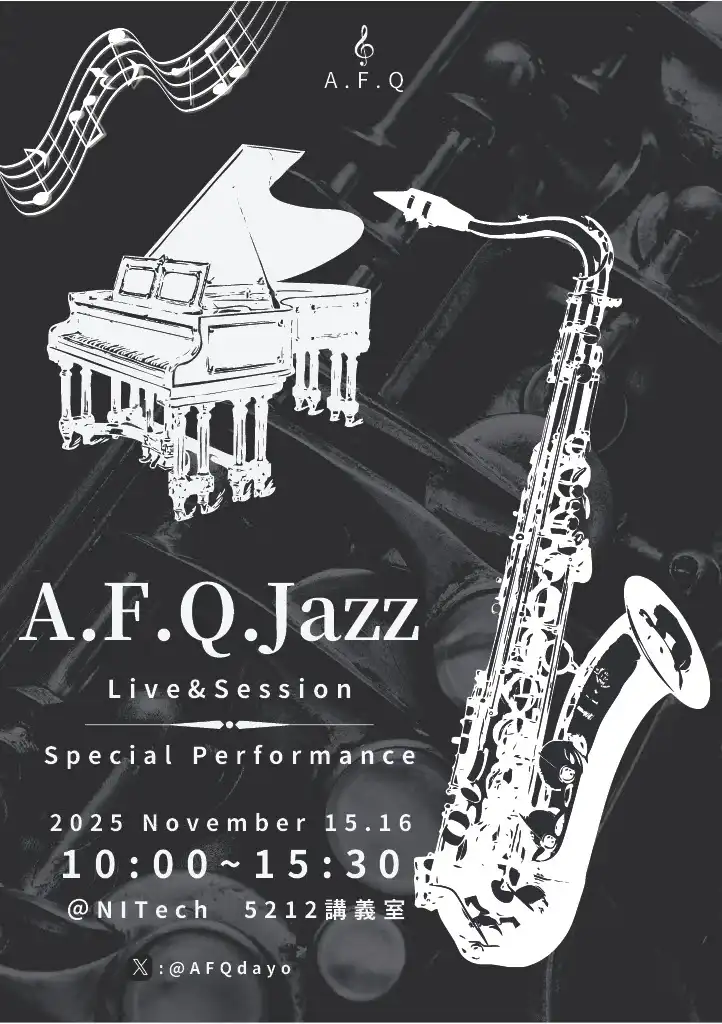 A.F.Q
A.F.Q.Jazz
Live&Session
Special Performance
2025 November 15.16
10:00~15:30
@NITech 5212講義室
𝕏:@AFQdayo